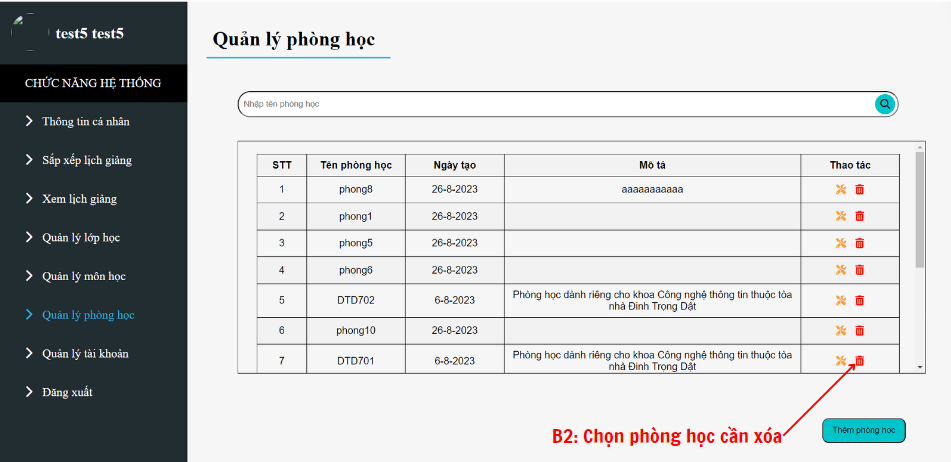 test5 test5
CHỨC NĂNG HỆ THỐNG
Thông tin cá nhân
Sắp xếp lịch giảng
Xem lịch giảng
Quản lý lớp học
Quản lý môn học
Quản lý phòng học
Quản lý tài khoản
Đăng xuất
Quản lý phòng học
Nhập tên phòng học
STT Tên phòng học Ngày tạo Mô tả Thao tác
1 phong8 26-8-2023 aaaaaaaaaaa
2 phong1 26-8-2023
3 phong5 26-8-2023
4 phong6 26-8-2023
5 DTD702 6-8-2023 Phòng học dành riêng cho khoa Công nghệ thông tin thuộc tòa
nhà Đinh Trọng Dật
6 phong10 26-8-2023
7 DTD701 6-8-2023 Phòng học dành riêng cho khoa Công nghệ thông tin thuộc tòa
nhà Đinh Trọng Dật
B2: Chọn phòng học cần xóa
Thêm phòng học